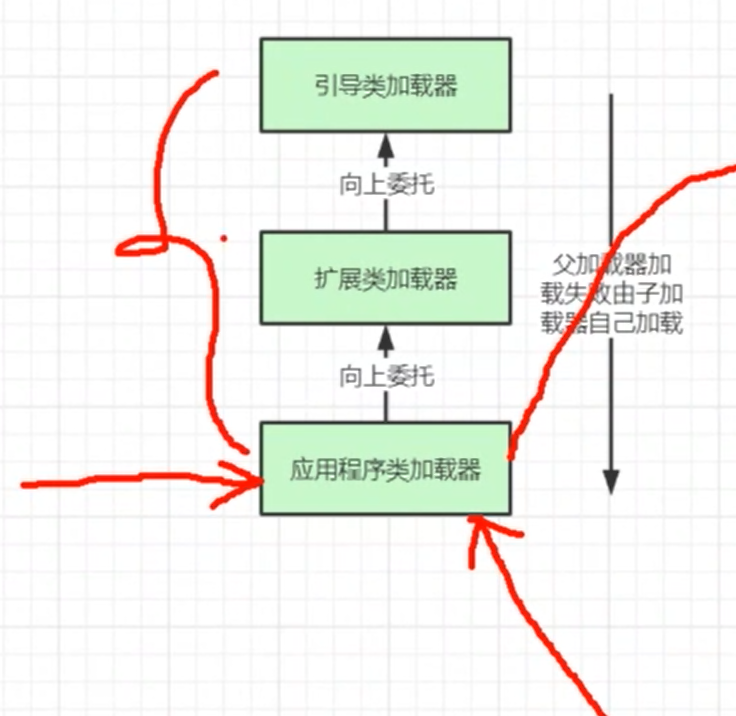 引导类加载器
向上委托
扩展类加载器
父加载器加
载失败由子加
载器自己加载
向上委托
应用程序类加载器